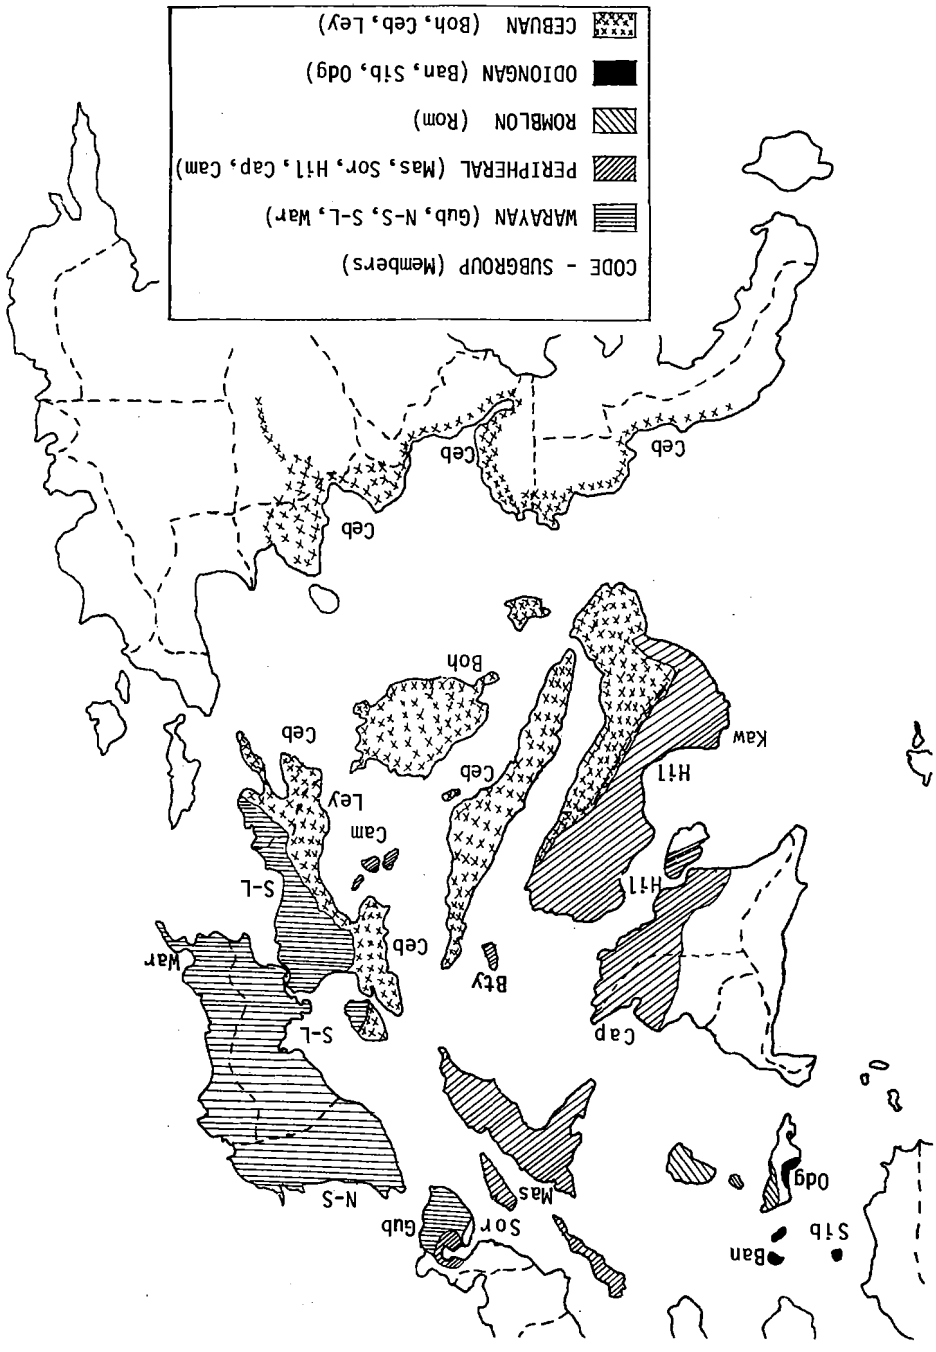 Ban
Sib
Sor
Gub
Mas
N-S
Odg
S-L
Cap
Bty
War
Ceb
Hil
S-L
Cam
Ley
Hil
Ceb
Kaw
Ceb
Boh
Ceb
Ceb
Ceb
CODE - SUBGROUP (Members)
WARAYAN (Gub, N-S, S-L, War)
PERIPHERAL (Mas, Sor, Hil, Cap, Cam)
ROMBLON (Rom)
ODIONGAN (Ban, Sib, Odg)
CEBUAN (Boh, Ceb, Ley)